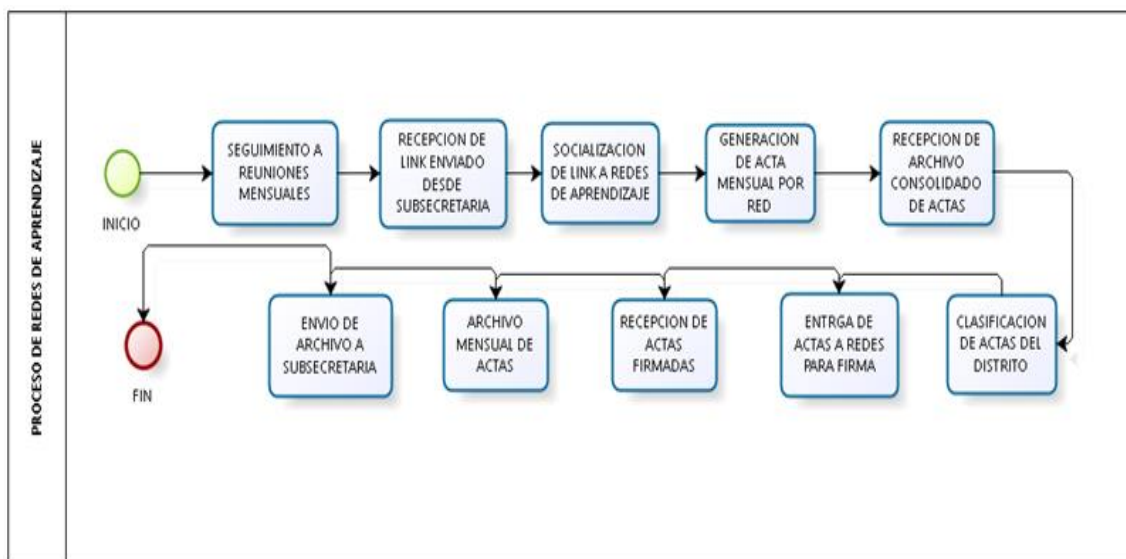 PROCESO DE REDES DE APRENDIZAJE
INICIO
SEGUIMIENTO A
REUNIONES
MENSUALES
RECEPCION DE
LINK ENVIADO
DESDE
SUBSECRETARIA
SOCIALIZACION
DE LINK A REDES
DE APRENDIZAJE
GENERACION
DE ACTA
MENSUAL POR
RED
RECEPCION DE
ARCHIVO
CONSOLIDADO
DE ACTAS
CLASIFICACION
DE ACTAS DEL
DISTRITO
ENTRGA DE
ACTAS A REDES
PARA FIRMA
RECEPCION DE
ACTAS
FIRMADAS
ARCHIVO
MENSUAL DE
ACTAS
ENVIO DE
ARCHIVO A
SUBSECRETARIA
FIN